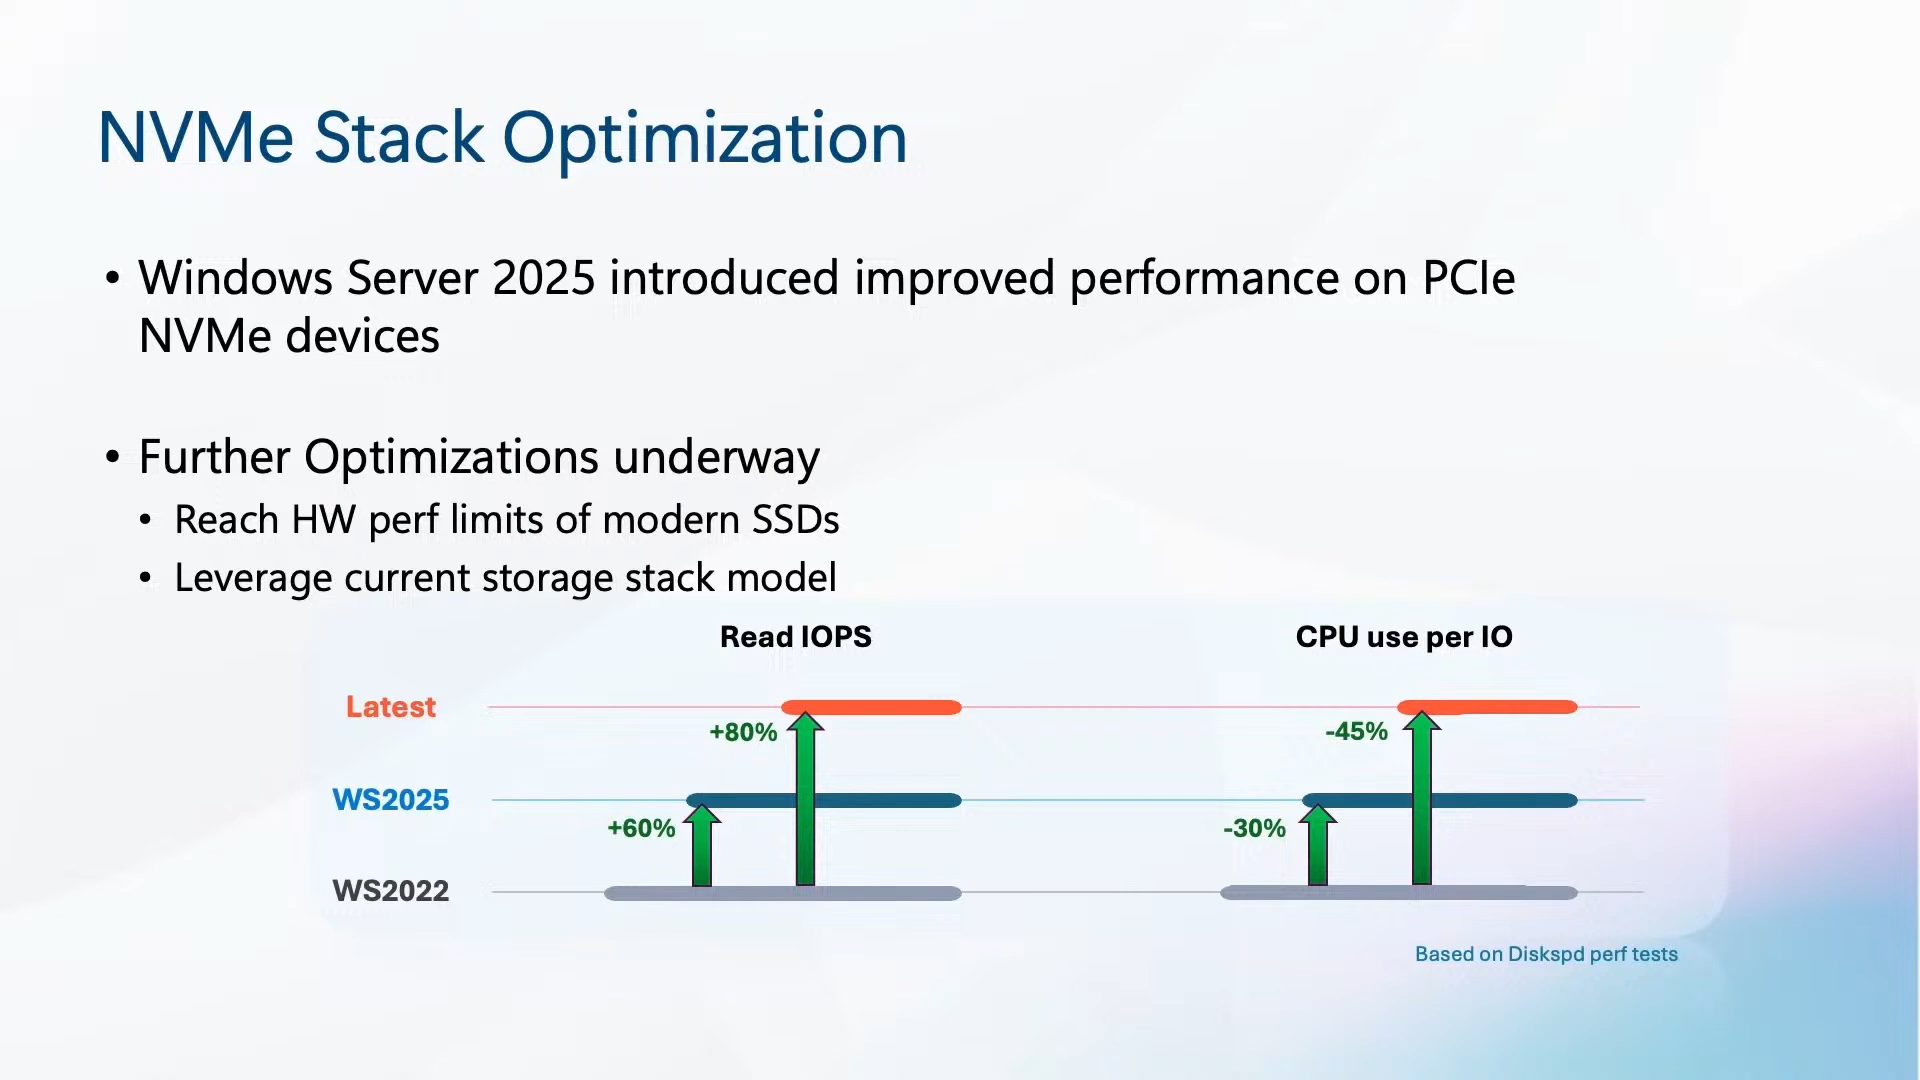 NVMe Stack Optimization
• Windows Server 2025 introduced improved performance on PCIe
NVMe devices
• Further Optimizations underway
• Reach HW perf limits of modern SSDs
• Leverage current storage stack model
Read IOPS
CPU use per IO
Latest
+80%
-45%
WS2025
+60%
-30%
WS2022
Based on Diskspd perf tests